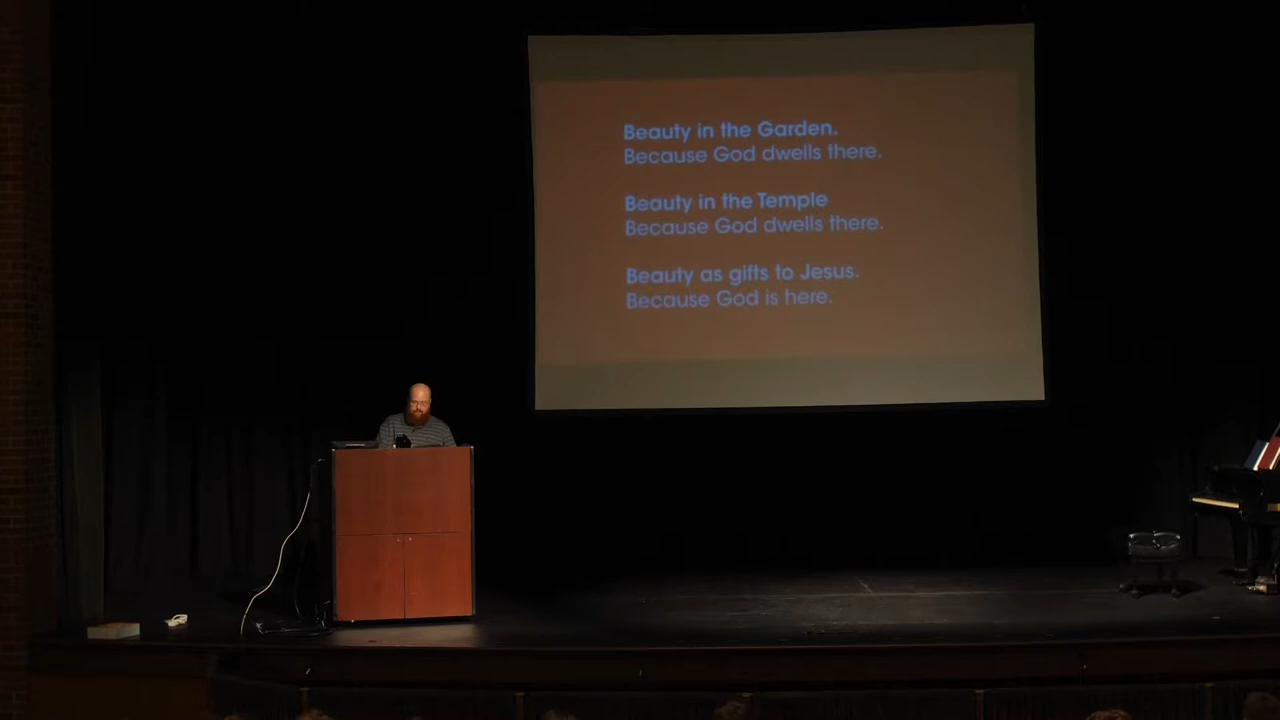 Beauty in the Garden.
Because God dwells there.
Beauty in the Temple
Because God dwells there.
Beauty as gifts to Jesus.
Because God is here.